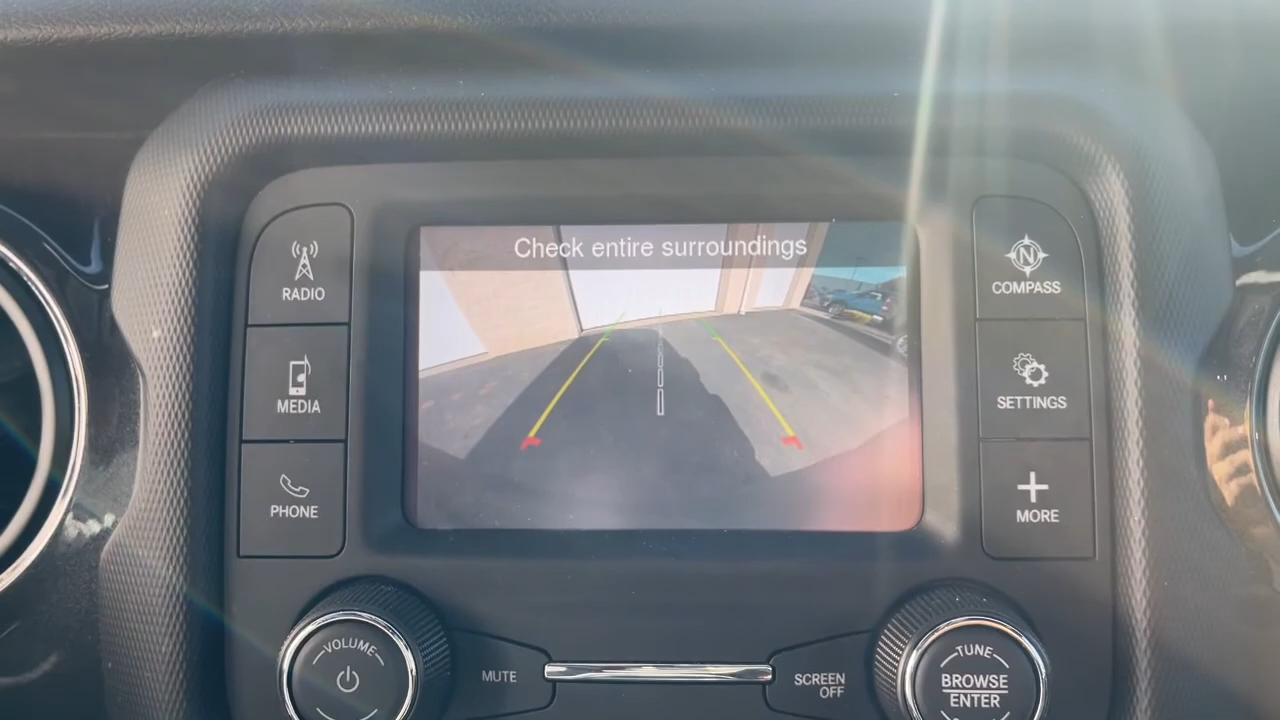 Check entire surroundings
RADIO
MEDIA
PHONE
N
COMPASS
SETTINGS
MORE
VOLUME
MUTE
SCREEN
OFF
TUNE
BROWSE
ENTER